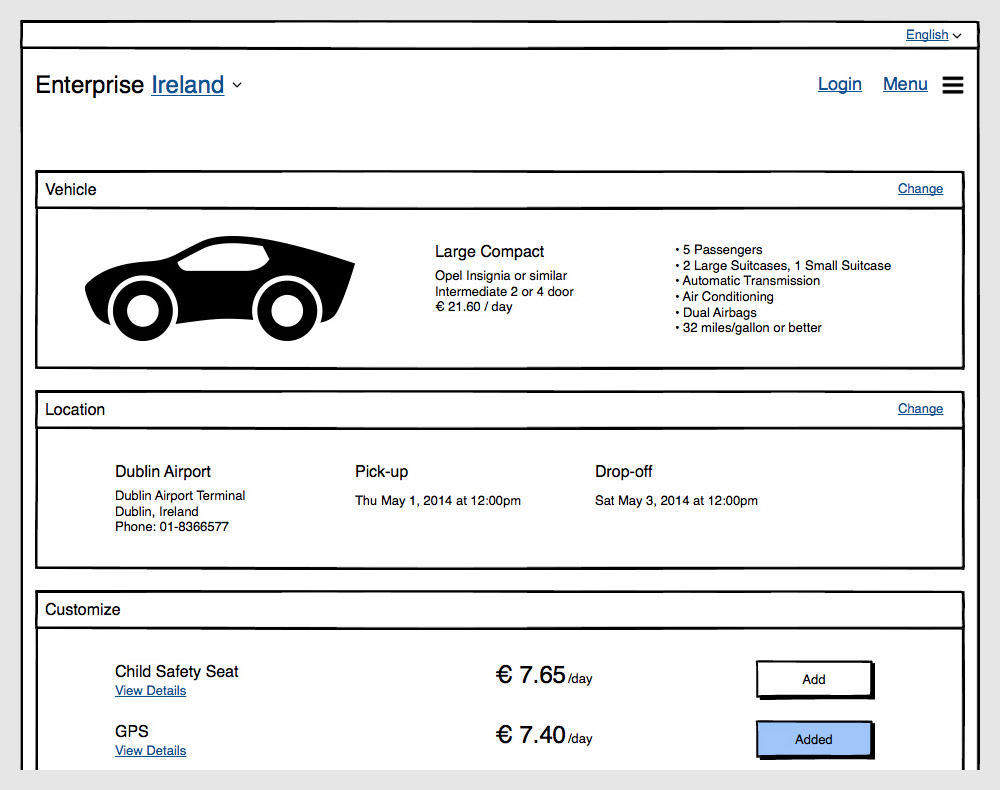 English
Enterprise Ireland
Login Menu
Vehicle Change
Large Compact
Opel Insignia or similar
Intermediate 2 or 4 door
€ 21.60 / day
• 5 Passengers
• 2 Large Suitcases, 1 Small Suitcase
• Automatic Transmission
• Air Conditioning
• Dual Airbags
• 32 miles/gallon or better
Location Change
Dublin Airport
Dublin Airport Terminal
Dublin, Ireland
Phone: 01-8366577
Pick-up
Thu May 1, 2014 at 12:00pm
Drop-off
Sat May 3, 2014 at 12:00pm
Customize
Child Safety Seat
View Details
€ 7.65 /day
Add
GPS
View Details
€ 7.40 /day
Added